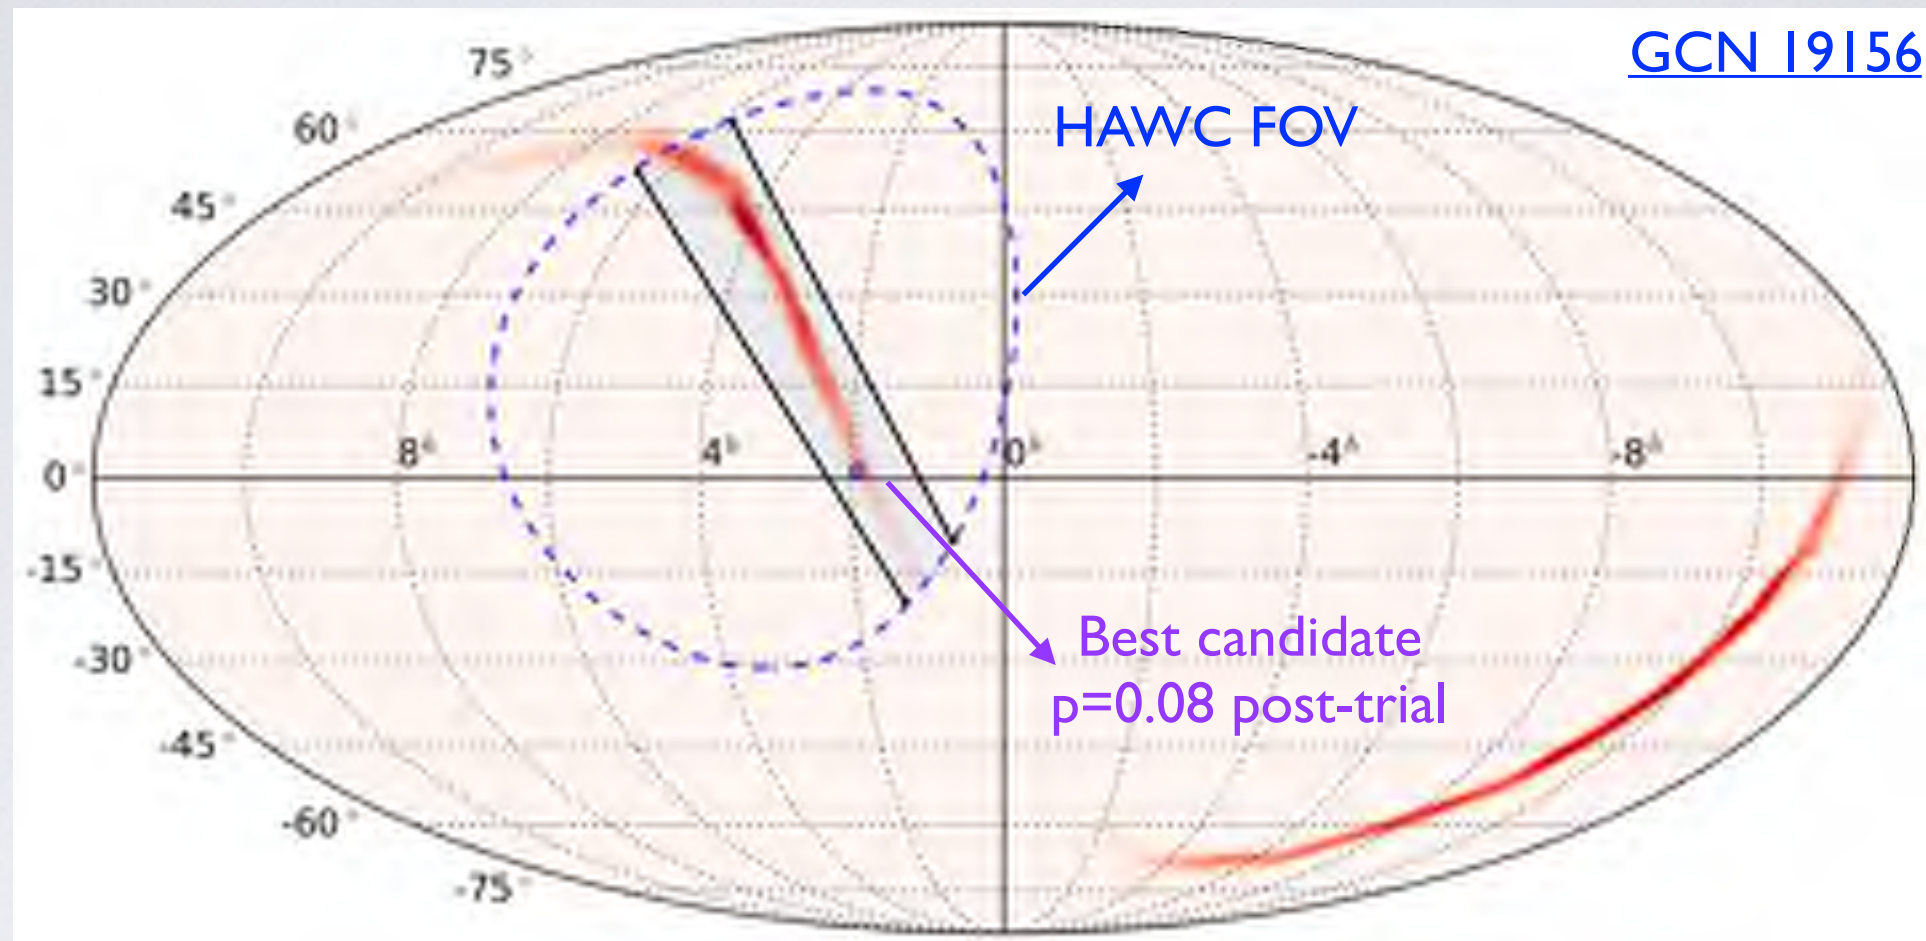 GCN 19156
75°
60°
HAWC FOV
45°
30°
15°
8ʰ
4ʰ
0ʰ
-4ʰ
-8ʰ
0°
-15°
Best candidate
-30°
p=0.08 post-trial
-45°
-60°
-75°